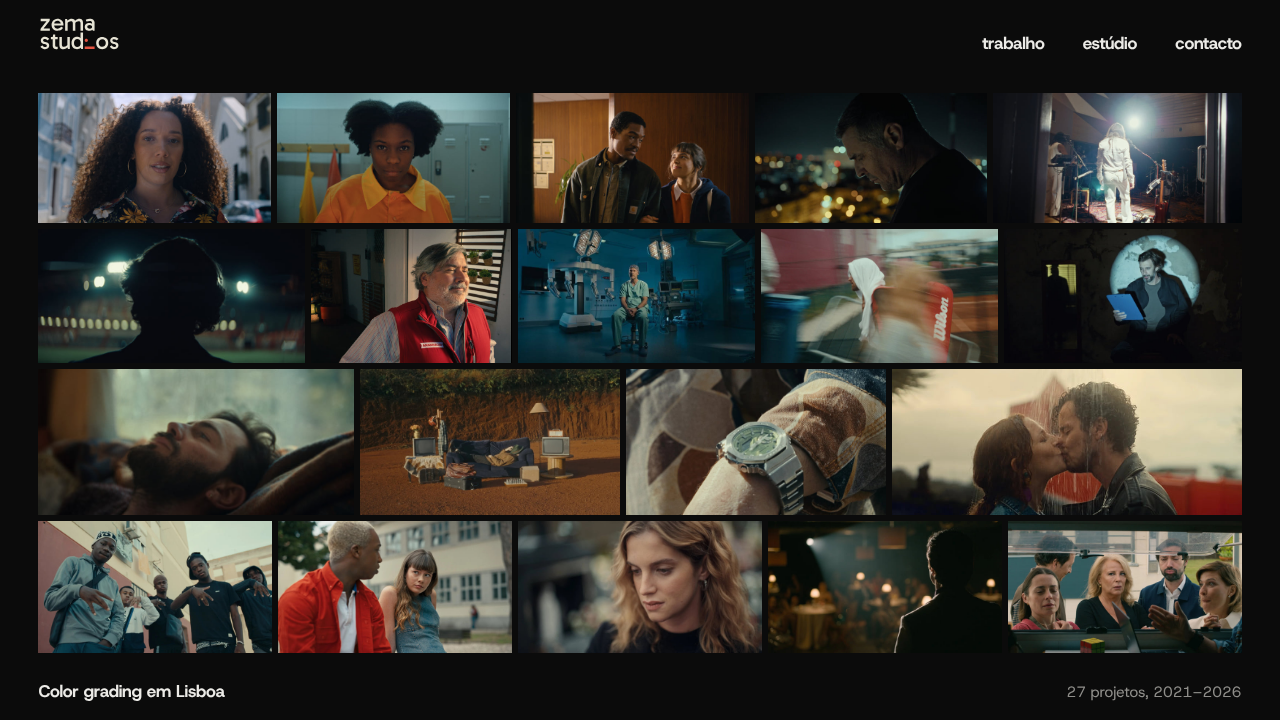 zema
stud_os
trabalho
estúdio
contacto
Wilson
Color grading em Lisboa
27 projetos, 2021–2026